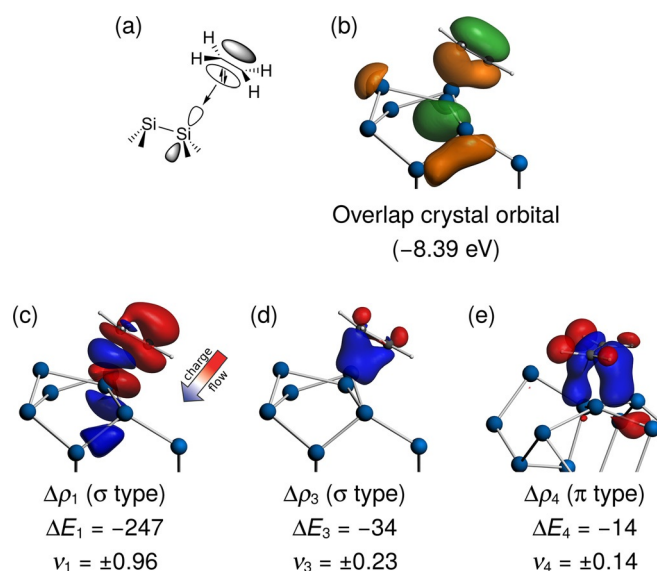 (a)
H
H H
H
Si Si
(b)
Overlap crystal orbital
(−8.39 eV)
(c)
charge
flow
Δρ₁ (σ type)
ΔE₁ = −247
ν₁ = ±0.96
(d)
Δρ₃ (σ type)
ΔE₃ = −34
ν₃ = ±0.23
(e)
Δρ₄ (π type)
ΔE₄ = −14
ν₄ = ±0.14